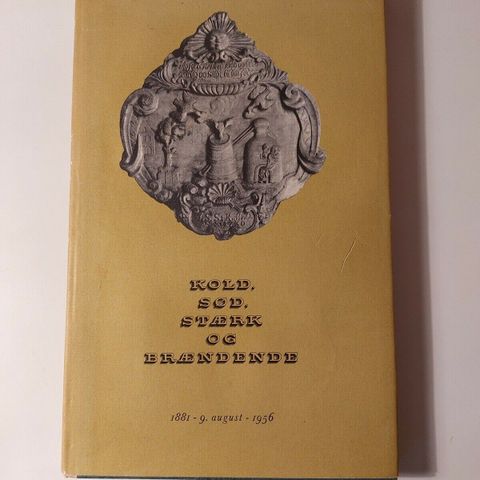 KOLD,
SØD,
STÆRK
OG
BRÆNDENDE
1881 - 9. august - 1956